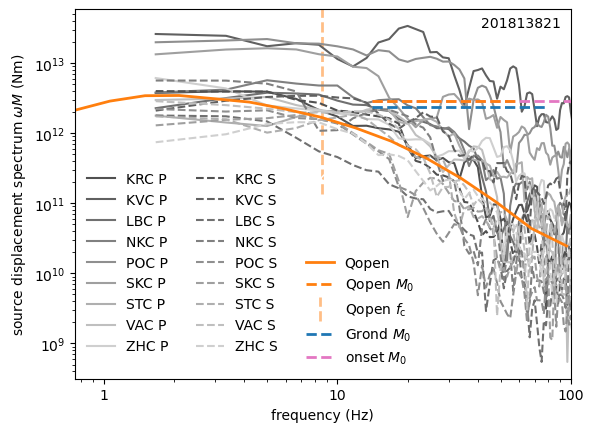 201813821
source displacement spectrum ωM (Nm)
10¹³
10¹²
10¹¹
10¹⁰
10⁹
KRC P
KVC P
LBC P
NKC P
POC P
SKC P
STC P
VAC P
ZHC P
KRC S
KVC S
LBC S
NKC S
POC S
SKC S
STC S
VAC S
ZHC S
Qopen
Qopen M₀
Qopen f_c
Grond M₀
onset M₀
1
10
100
frequency (Hz)